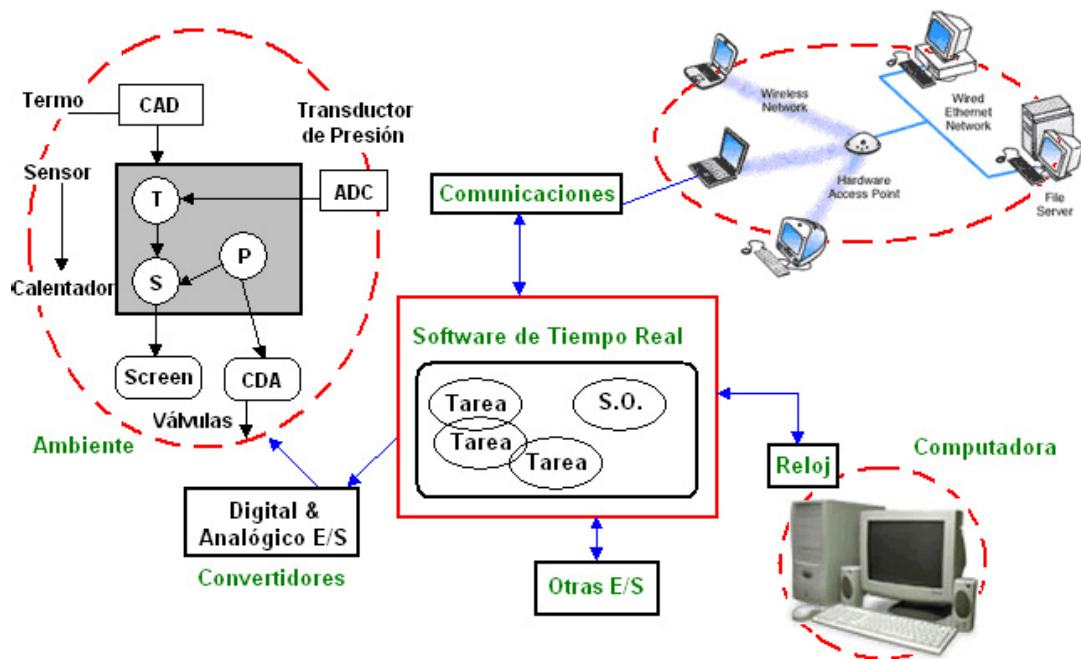 Termo
CAD
Transductor
de Presión
Sensor
T
ADC
Calentador
S
P
Screen
CDA
Válvulas
Ambiente
Digital &
Analógico E/S
Convertidores
Comunicaciones
Wireless
Network
Wired
Ethernet
Network
Hardware
Access Point
File
Server
Software de Tiempo Real
Tarea
S.O.
Tarea
Tarea
Otras E/S
Reloj
Computadora